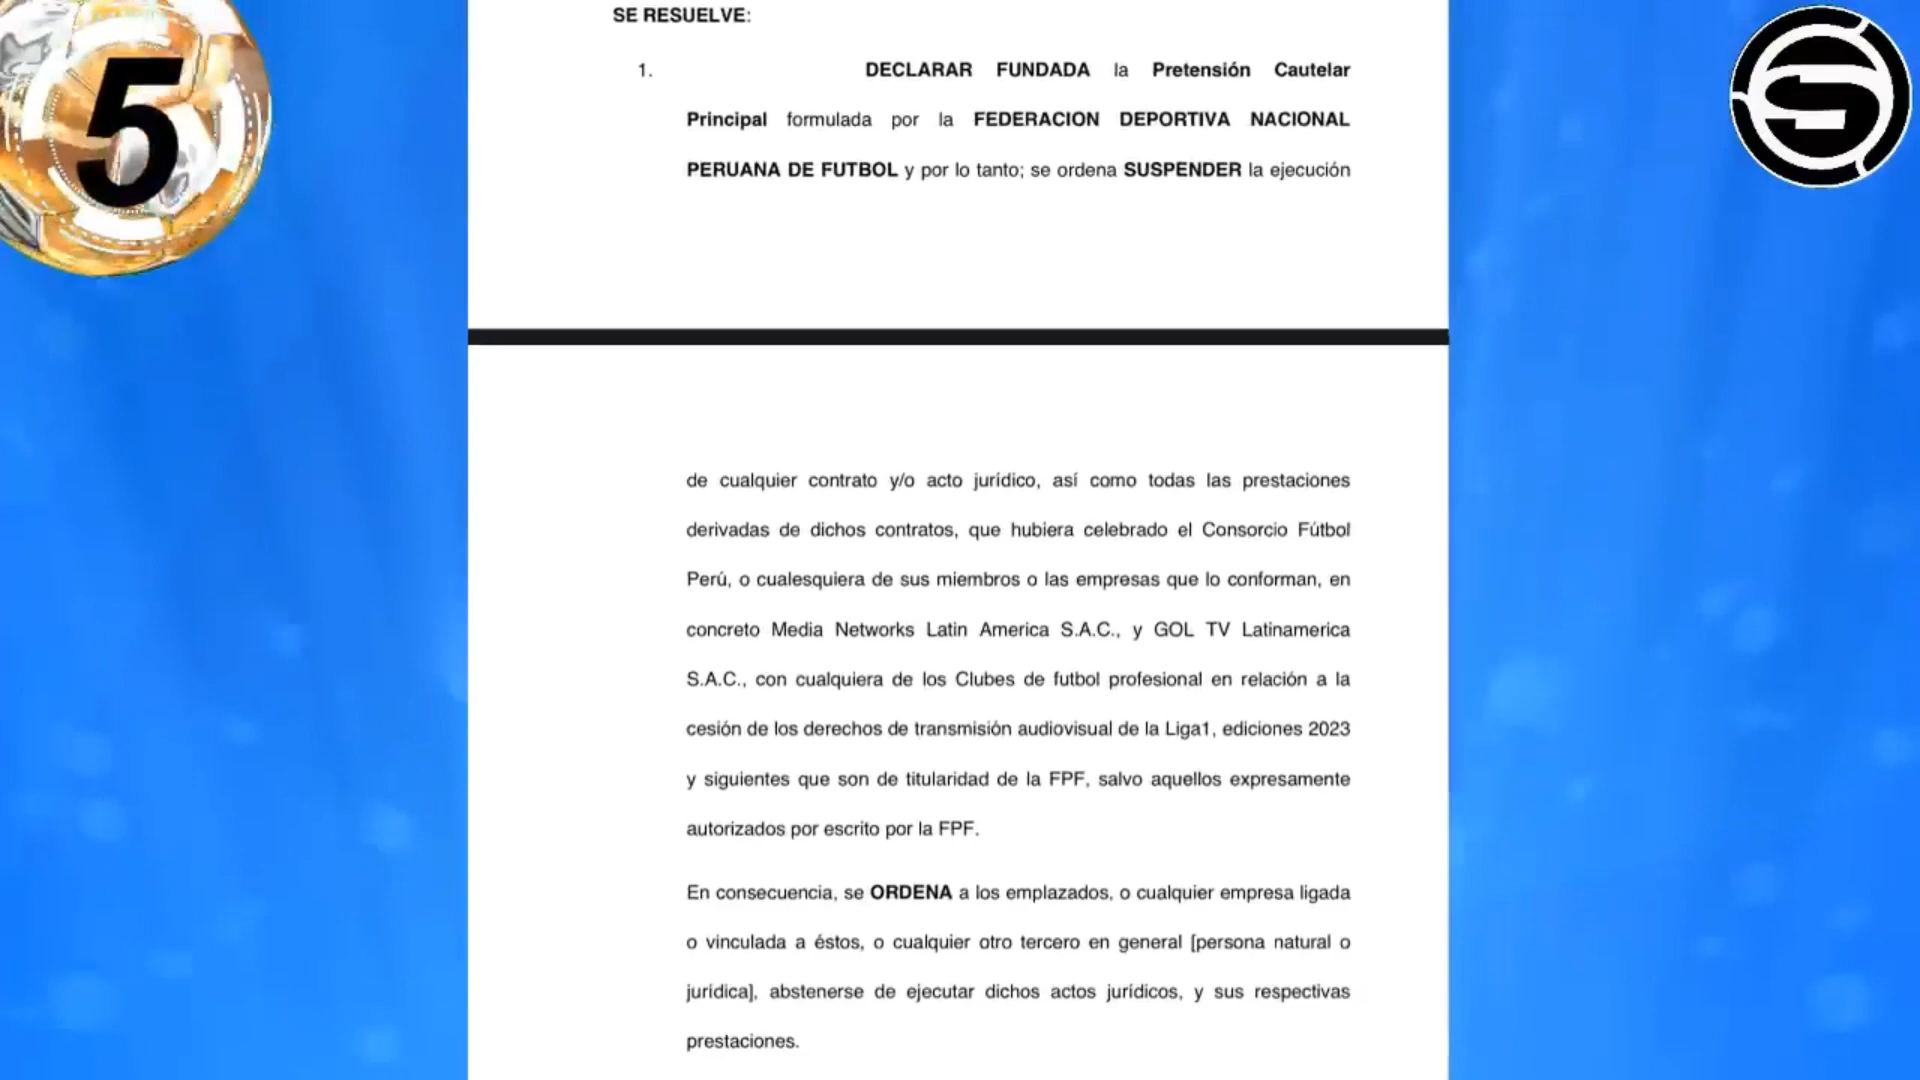 5
SE RESUELVE:
1. DECLARAR FUNDADA la Pretensión Cautelar
Principal formulada por la FEDERACION DEPORTIVA NACIONAL
PERUANA DE FUTBOL y por lo tanto; se ordena SUSPENDER la ejecución
de cualquier contrato y/o acto jurídico, así como todas las prestaciones
derivadas de dichos contratos, que hubiera celebrado el Consorcio Fútbol
Perú, o cualesquiera de sus miembros o las empresas que lo conforman, en
concreto Media Networks Latin America S.A.C., y GOL TV Latinamerica
S.A.C., con cualquiera de los Clubes de futbol profesional en relación a la
cesión de los derechos de transmisión audiovisual de la Liga1, ediciones 2023
y siguientes que son de titularidad de la FPF, salvo aquellos expresamente
autorizados por escrito por la FPF.
En consecuencia, se ORDENA a los emplazados, o cualquier empresa ligada
o vinculada a éstos, o cualquier otro tercero en general [persona natural o
jurídica], abstenerse de ejecutar dichos actos jurídicos, y sus respectivas
prestaciones.